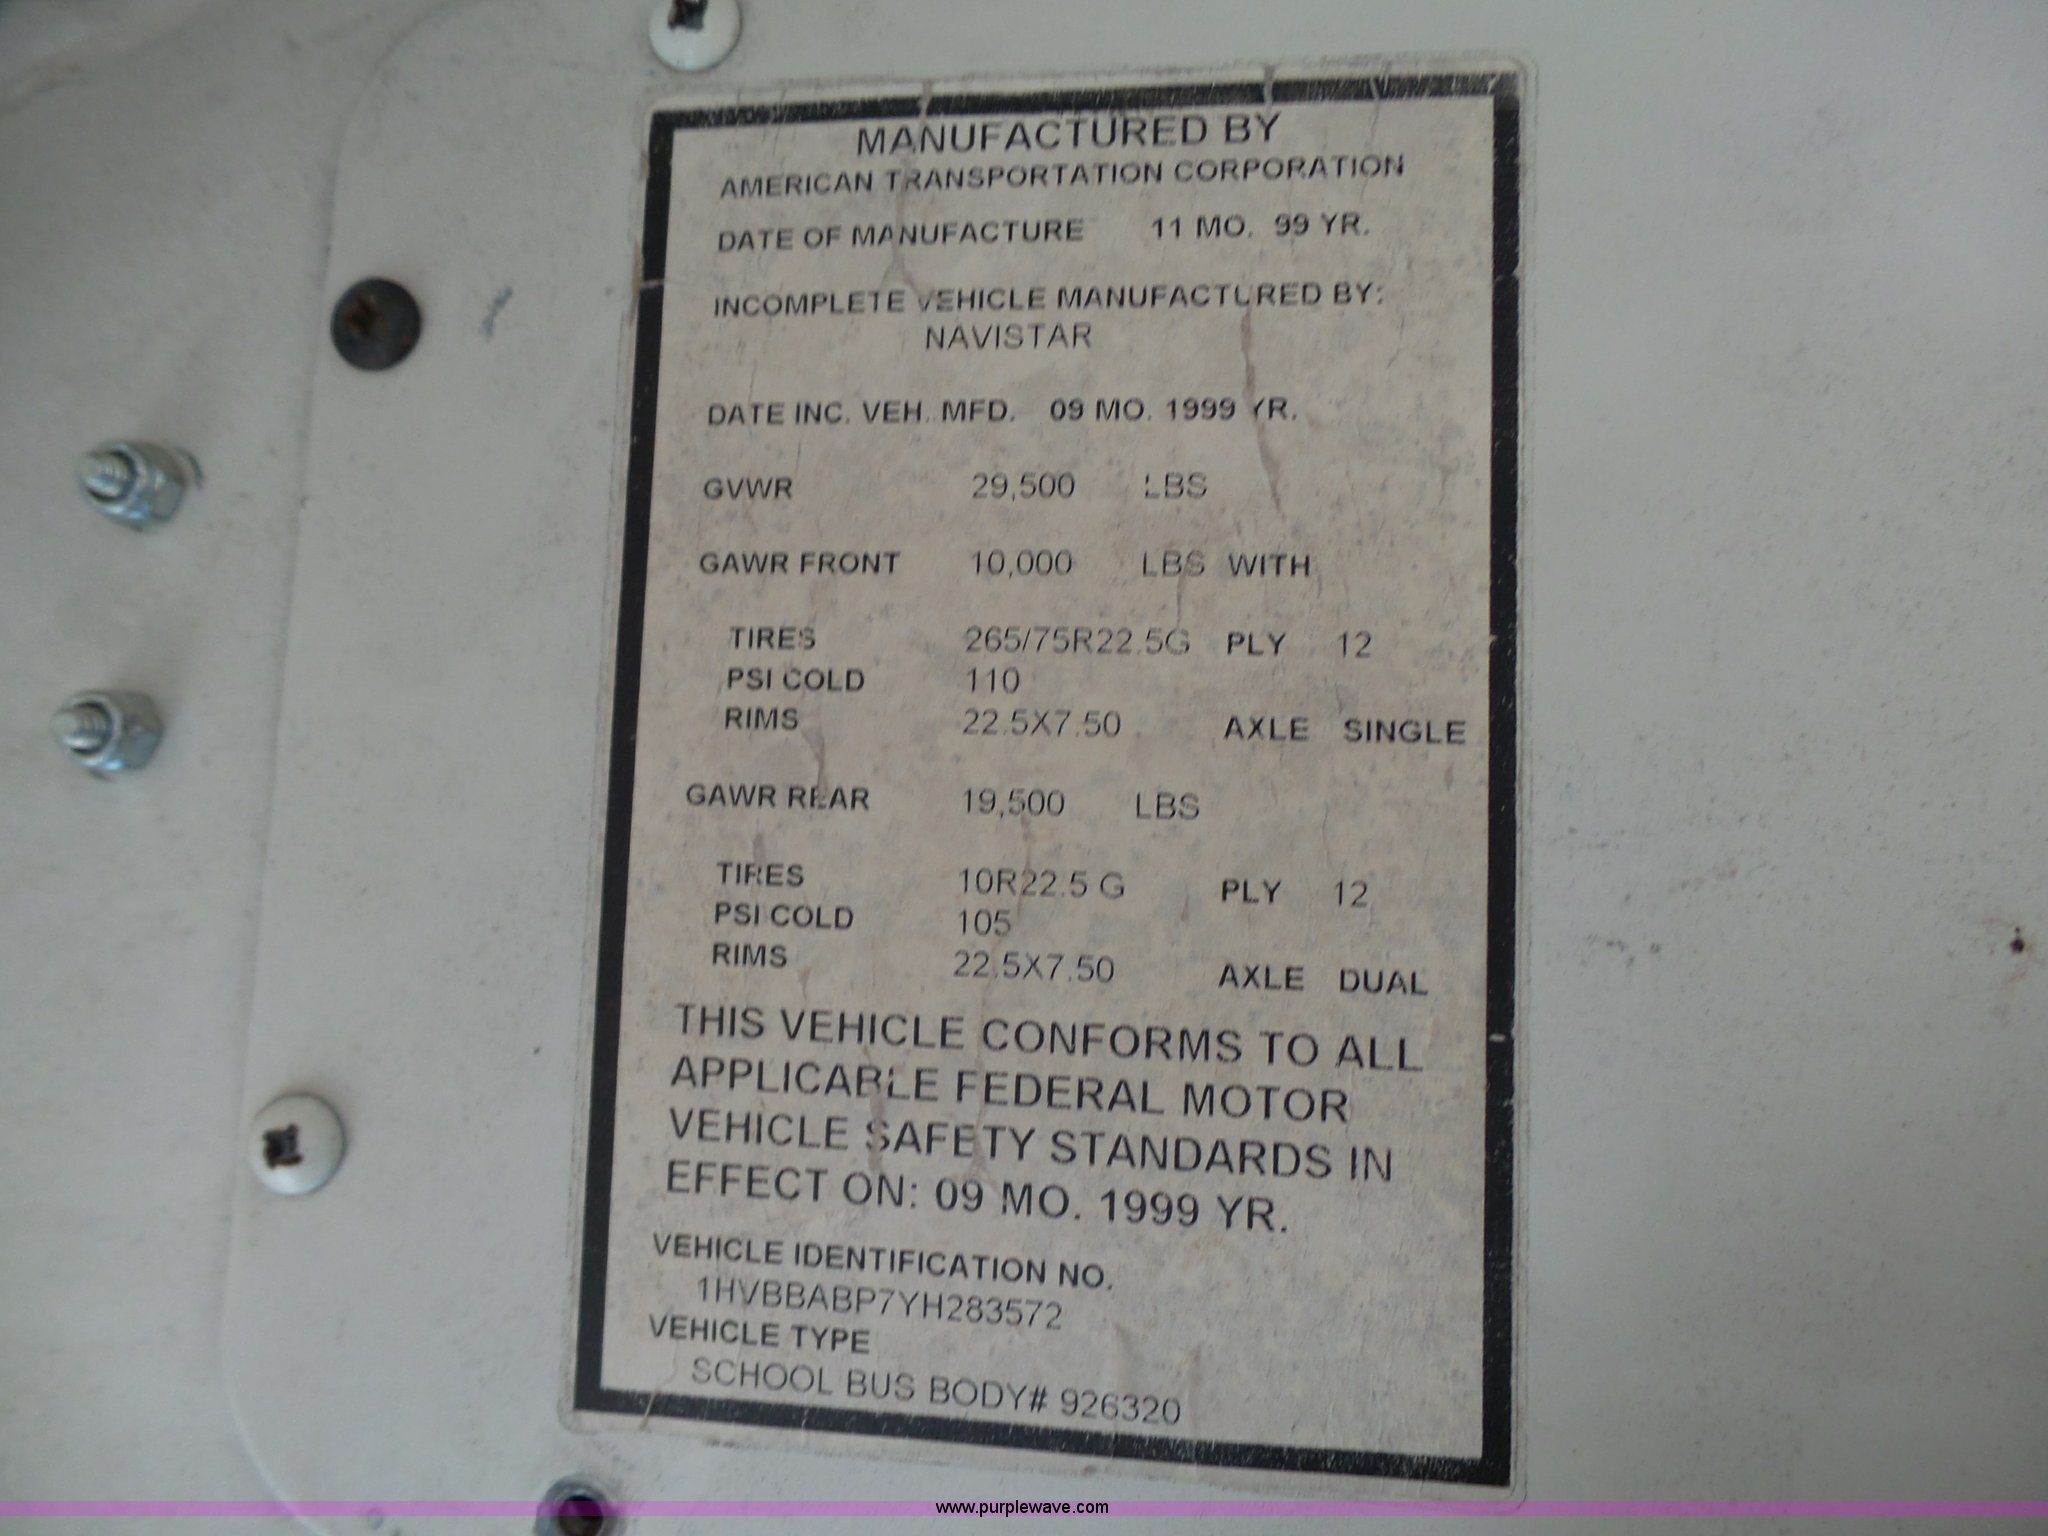 MANUFACTURED BY
AMERICAN TRANSPORTATION CORPORATION
DATE OF MANUFACTURE 11 MO. 99 YR.
INCOMPLETE VEHICLE MANUFACTURED BY:
NAVISTAR
DATE INC. VEH. MFD. 09 MO. 1999 YR.
GVWR 29,500 LBS
GAWR FRONT 10,000 LBS WITH
TIRES 265/75R22.5G PLY 12
PSI COLD 110
RIMS 22.5X7.50 AXLE SINGLE
GAWR REAR 19,500 LBS
TIRES 10R22.5 G PLY 12
PSI COLD 105
RIMS 22.5X7.50 AXLE DUAL
THIS VEHICLE CONFORMS TO ALL
APPLICABLE FEDERAL MOTOR
VEHICLE SAFETY STANDARDS IN
EFFECT ON: 09 MO. 1999 YR.
VEHICLE IDENTIFICATION NO.
1HVBBABP7YH283572
VEHICLE TYPE
SCHOOL BUS BODY# 926320
www.purplewave.com